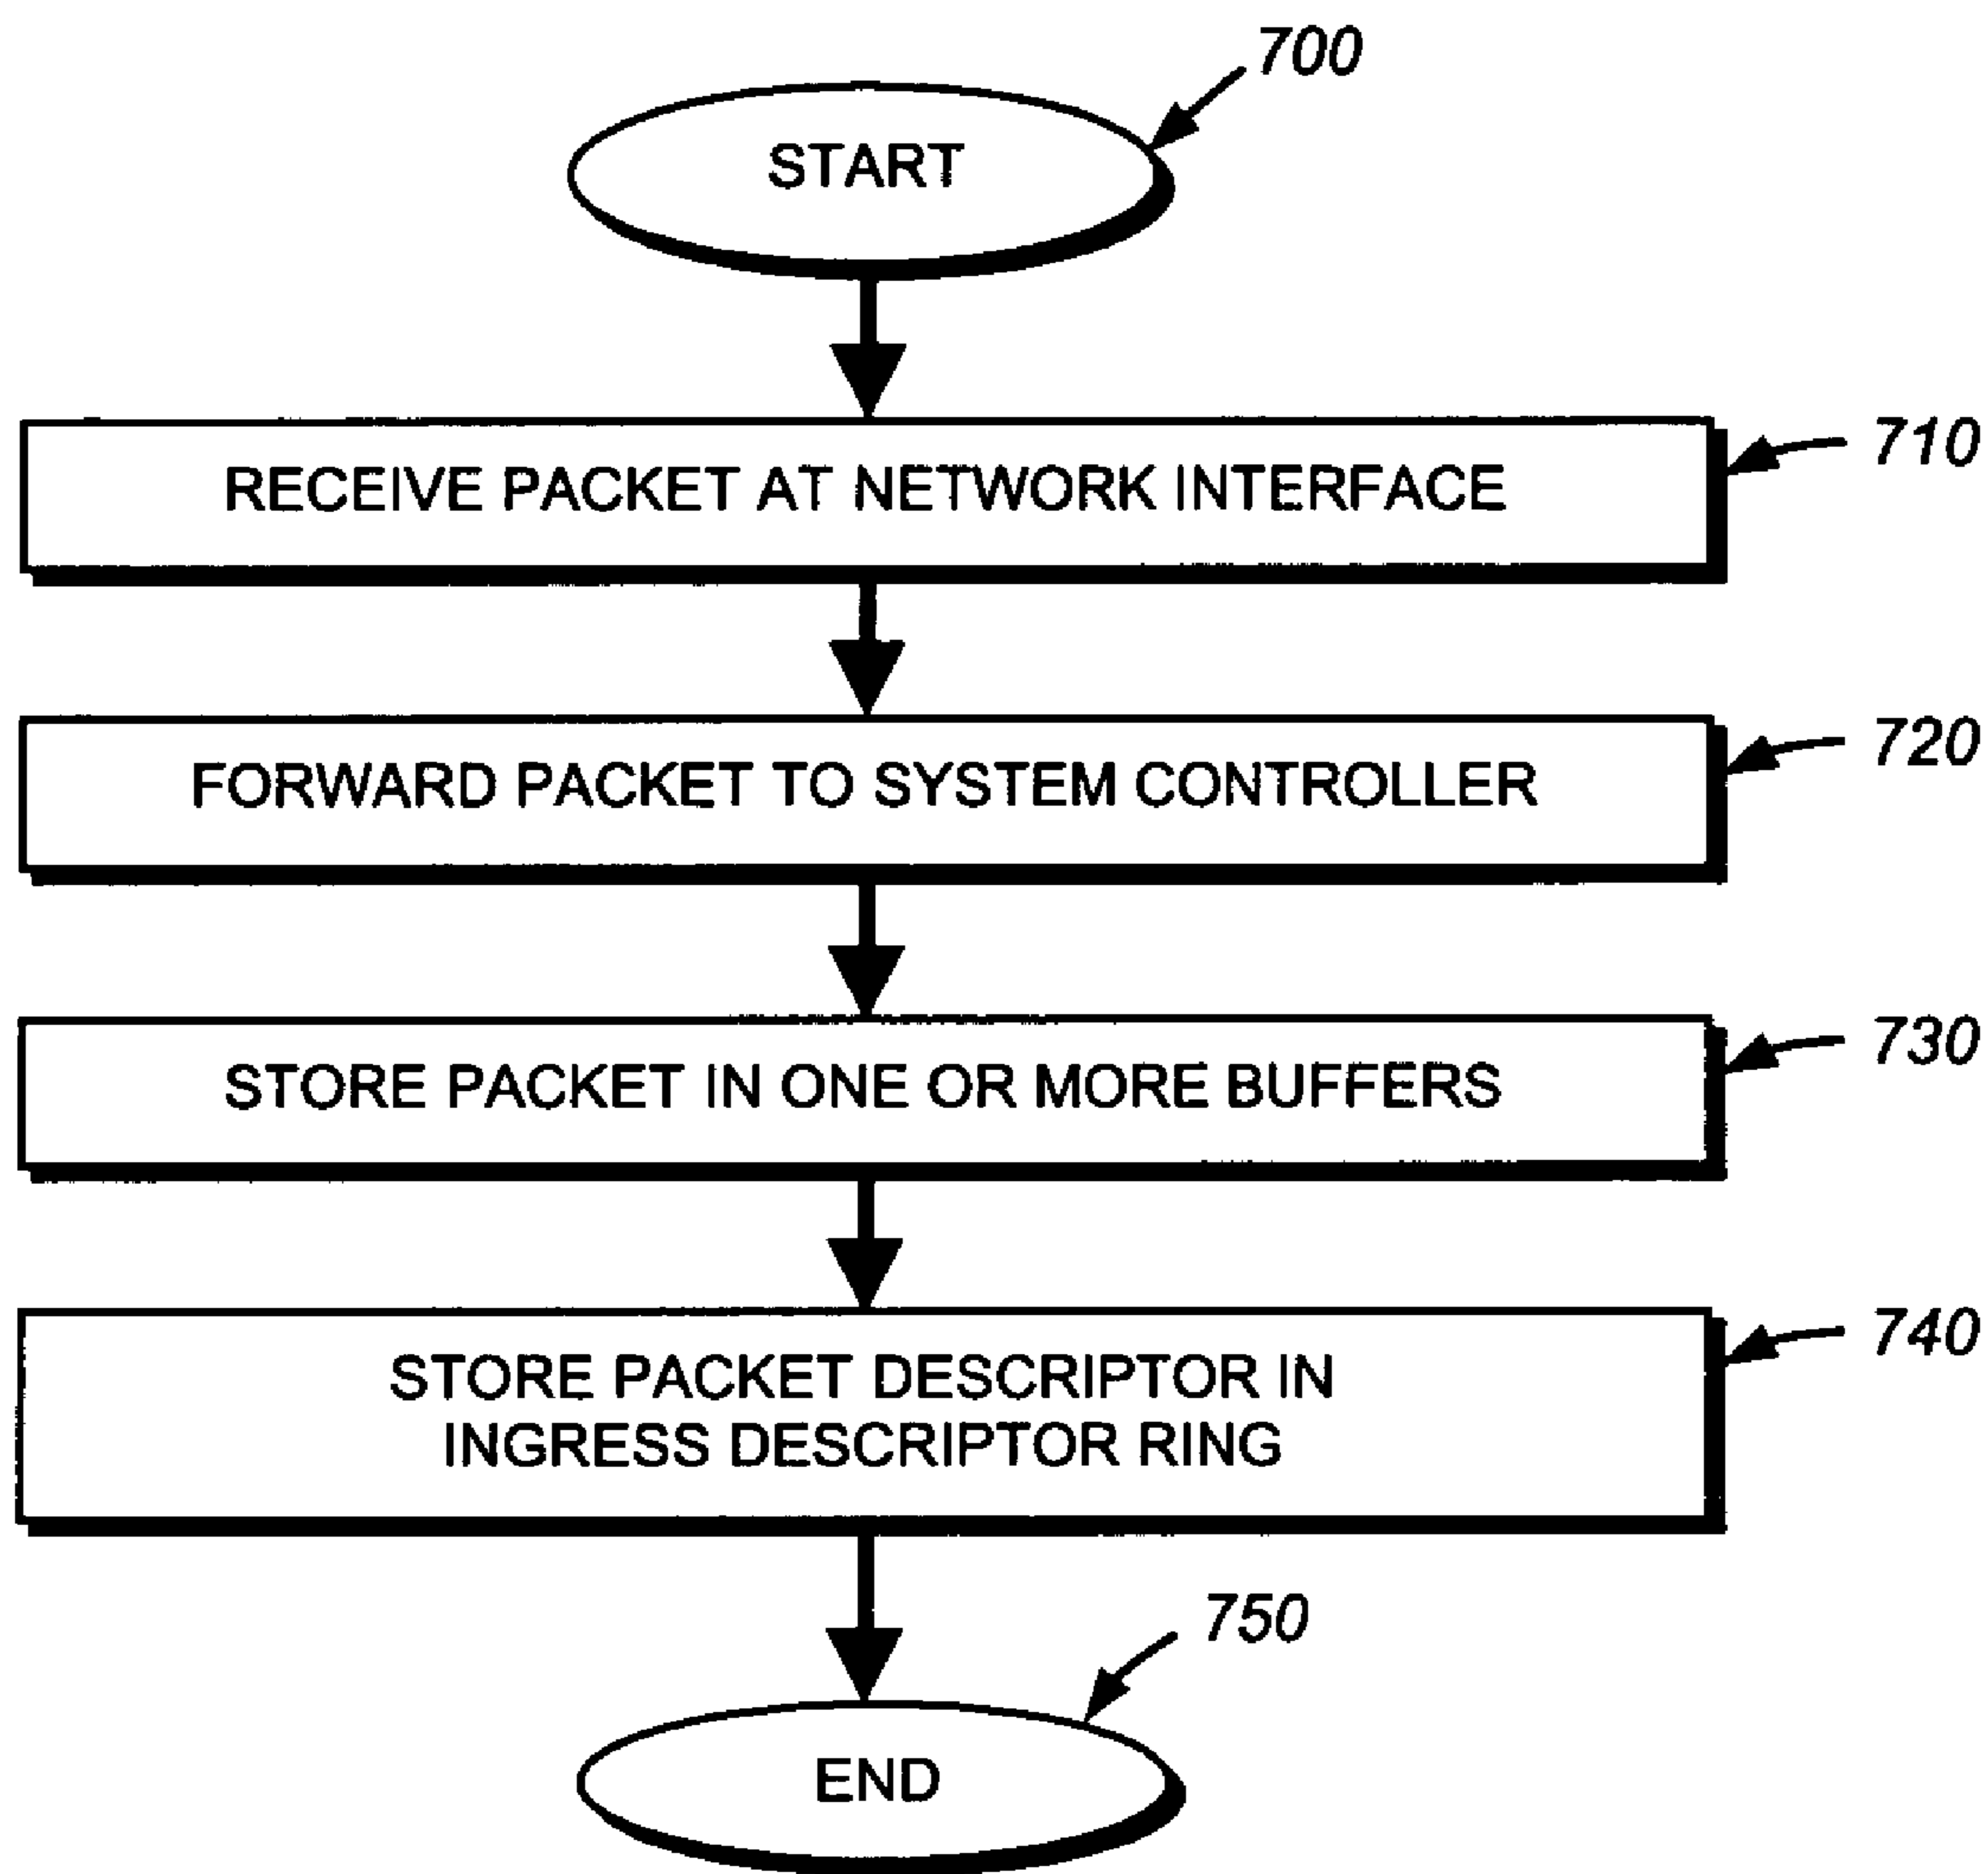 700
START
710
RECEIVE PACKET AT NETWORK INTERFACE
720
FORWARD PACKET TO SYSTEM CONTROLLER
730
STORE PACKET IN ONE OR MORE BUFFERS
740
STORE PACKET DESCRIPTOR IN
INGRESS DESCRIPTOR RING
750
END